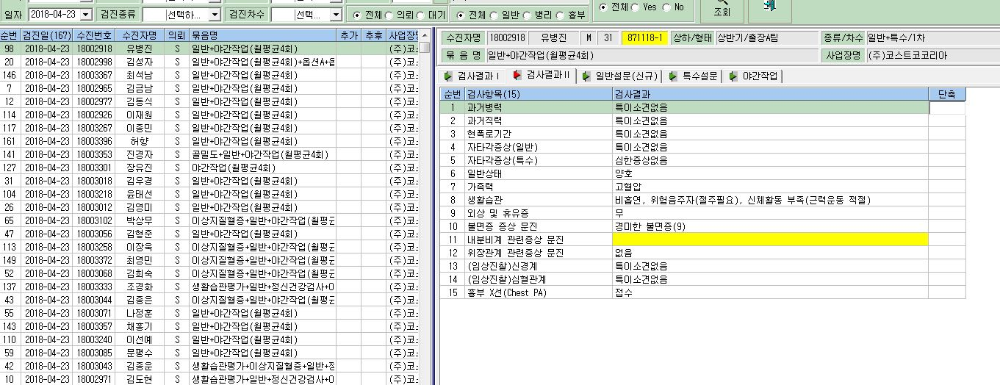 일자 2018-04-23 검진종류 선택하... 검진차수 선택... 전체 의뢰 대기 전체 일반 병리 흉부 전체 Yes No 조회
순번 검진일(167) 수진번호 수진자명 의뢰 묶음명 추가 추후 사업장명
98 2018-04-23 18002918 유병진 S 일반+야간작업(월평균4회) (주)코
20 2018-04-23 18002998 김성자 S 일반+야간작업(월평균4회)+옵션A+골 (주)코
146 2018-04-23 18003367 최석남 S 일반+야간작업(월평균4회) (주)코
7 2018-04-23 18002965 김금남 S 일반+야간작업(월평균4회) (주)코
12 2018-04-23 18002977 김동식 S 일반+야간작업(월평균4회) (주)코
114 2018-04-23 18002926 이재원 S 일반+야간작업(월평균4회) (주)코
117 2018-04-23 18003267 이종민 S 일반+야간작업(월평균4회) (주)코
161 2018-04-23 18003396 허향 S 일반+야간작업(월평균4회) (주)코
141 2018-04-23 18003353 진경자 S 골밀도+일반+야간작업(월평균4회) (주)코
127 2018-04-23 18003301 장유진 S 야간작업(월평균4회) (주)코
31 2018-04-23 18003018 김우경 S 일반+야간작업(월평균4회) (주)코
104 2018-04-23 18003218 윤태선 S 일반+야간작업(월평균4회) (주)코
26 2018-04-23 18003012 김영미 S 일반+야간작업(월평균4회) (주)코
65 2018-04-23 18003102 박상무 S 이상지질혈증+일반+야간작업(월평균 (주)코
47 2018-04-23 18003056 김형준 S 일반+야간작업(월평균4회) (주)코
113 2018-04-23 18003258 이장욱 S 이상지질혈증+일반+야간작업(월평균 (주)코
149 2018-04-23 18003372 최영민 S 이상지질혈증+일반+야간작업(월평균 (주)코
52 2018-04-23 18003068 김희숙 S 이상지질혈증+일반+야간작업(월평균 (주)코
137 2018-04-23 18003333 조경화 S 생활습관평가+일반+정신건강검사+야 (주)코
43 2018-04-23 18003044 김종은 S 이상지질혈증+일반+야간작업(월평균 (주)코
55 2018-04-23 18003071 나정훈 S 일반+야간작업(월평균4회) (주)코
143 2018-04-23 18003357 채홍기 S 일반+야간작업(월평균4회) (주)코
110 2018-04-23 18003240 이선예 S 일반+야간작업(월평균4회) (주)코
59 2018-04-23 18003085 문평수 S 일반+야간작업(월평균4회) (주)코
42 2018-04-23 18003043 김종운 S 생활습관평가+이상지질혈증+일반+정 (주)코
10 2018-04-23 18002971 김도현 S 생활습관평가+일반+정신건강검사+야 (주)코
수진자명 18002918 유병진 M 31 871118-1 상하/형태 상반기/출장A팀 종류/차수 일반+특수/1차
묶 음 명 일반+야간작업(월평균4회) 사업장명 (주)코스트코코리아
검사결과Ⅰ 검사결과Ⅱ 일반설문(신규) 특수설문 야간작업
순번 검사항목(15) 검사결과 단축
1 과거병력 특이소견없음
2 과거직력 특이소견없음
3 현폭로기간 특이소견없음
4 자타각증상(일반) 특이소견없음
5 자타각증상(특수) 심한증상없음
6 일반상태 양호
7 가족력 고혈압
8 생활습관 비흡연, 위험음주자(절주필요), 신체활동 부족(근력운동 적절)
9 외상 및 휴유증 무
10 불면증 증상 문진 경미한 불면증(9)
11 내분비계 관련증상 문진
12 위장관계 관련증상 문진 없음
13 (임상진찰)신경계 특이소견없음
14 (임상진찰)심혈관계 특이소견없음
15 흉부 X선(Chest PA) 접수